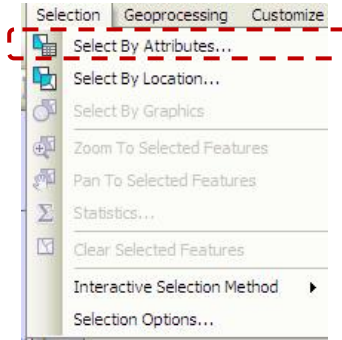 Selection Geoprocessing Customize
Select By Attributes...
Select By Location...
Select By Graphics
Zoom To Selected Features
Pan To Selected Features
Statistics...
Clear Selected Features
Interactive Selection Method
Selection Options...